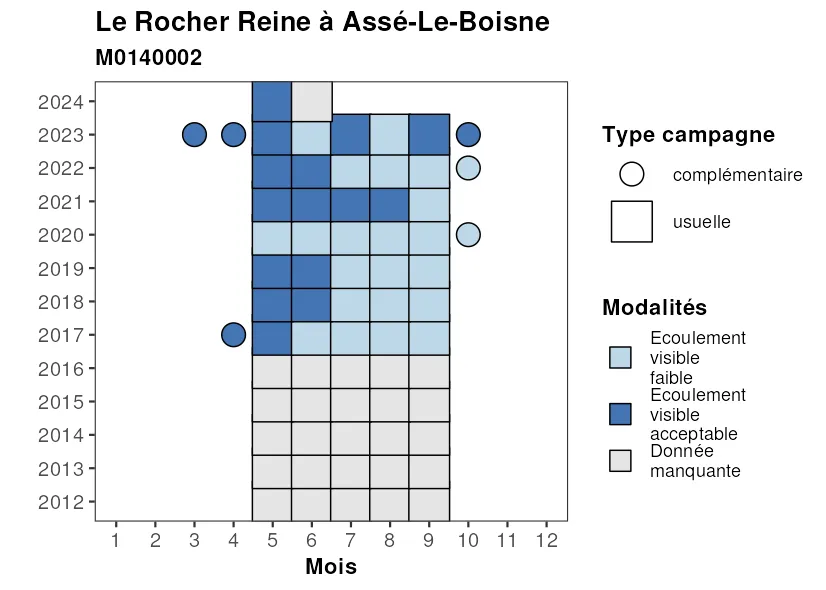 Le Rocher Reine à Assé-Le-Boisne
M0140002
2024
2023
2022
2021
2020
2019
2018
2017
2016
2015
2014
2013
2012
1 2 3 4 5 6 7 8 9 10 11 12
Mois
Type campagne
complémentaire
usuelle
Modalités
Ecoulement
visible
faible
Ecoulement
visible
acceptable
Donnée
manquante